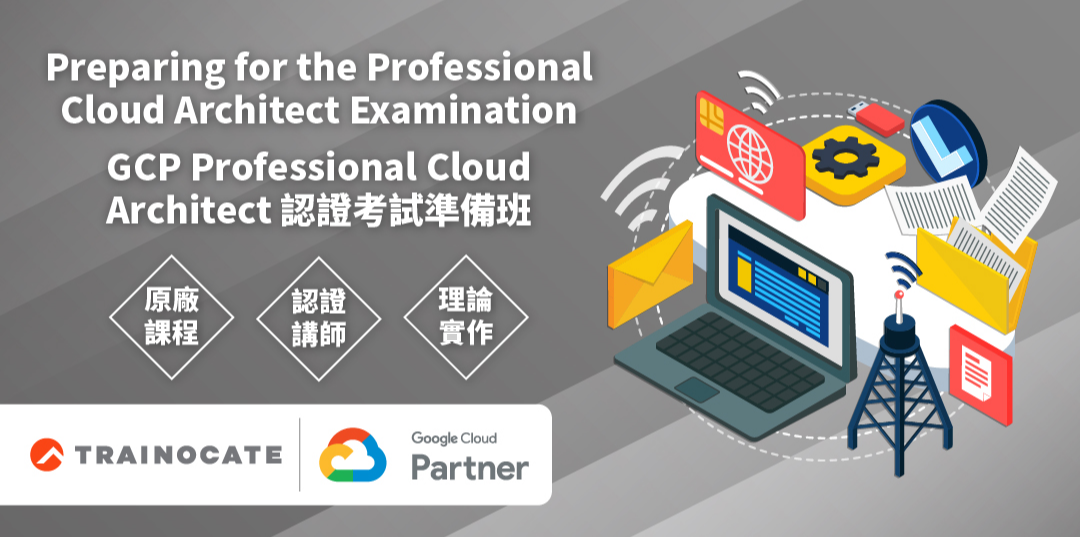 Preparing for the Professional
Cloud Architect Examination
GCP Professional Cloud
Architect 認證考試準備班
原廠
課程
認證
講師
理論
實作
TRAINOCATE
Google Cloud
Partner